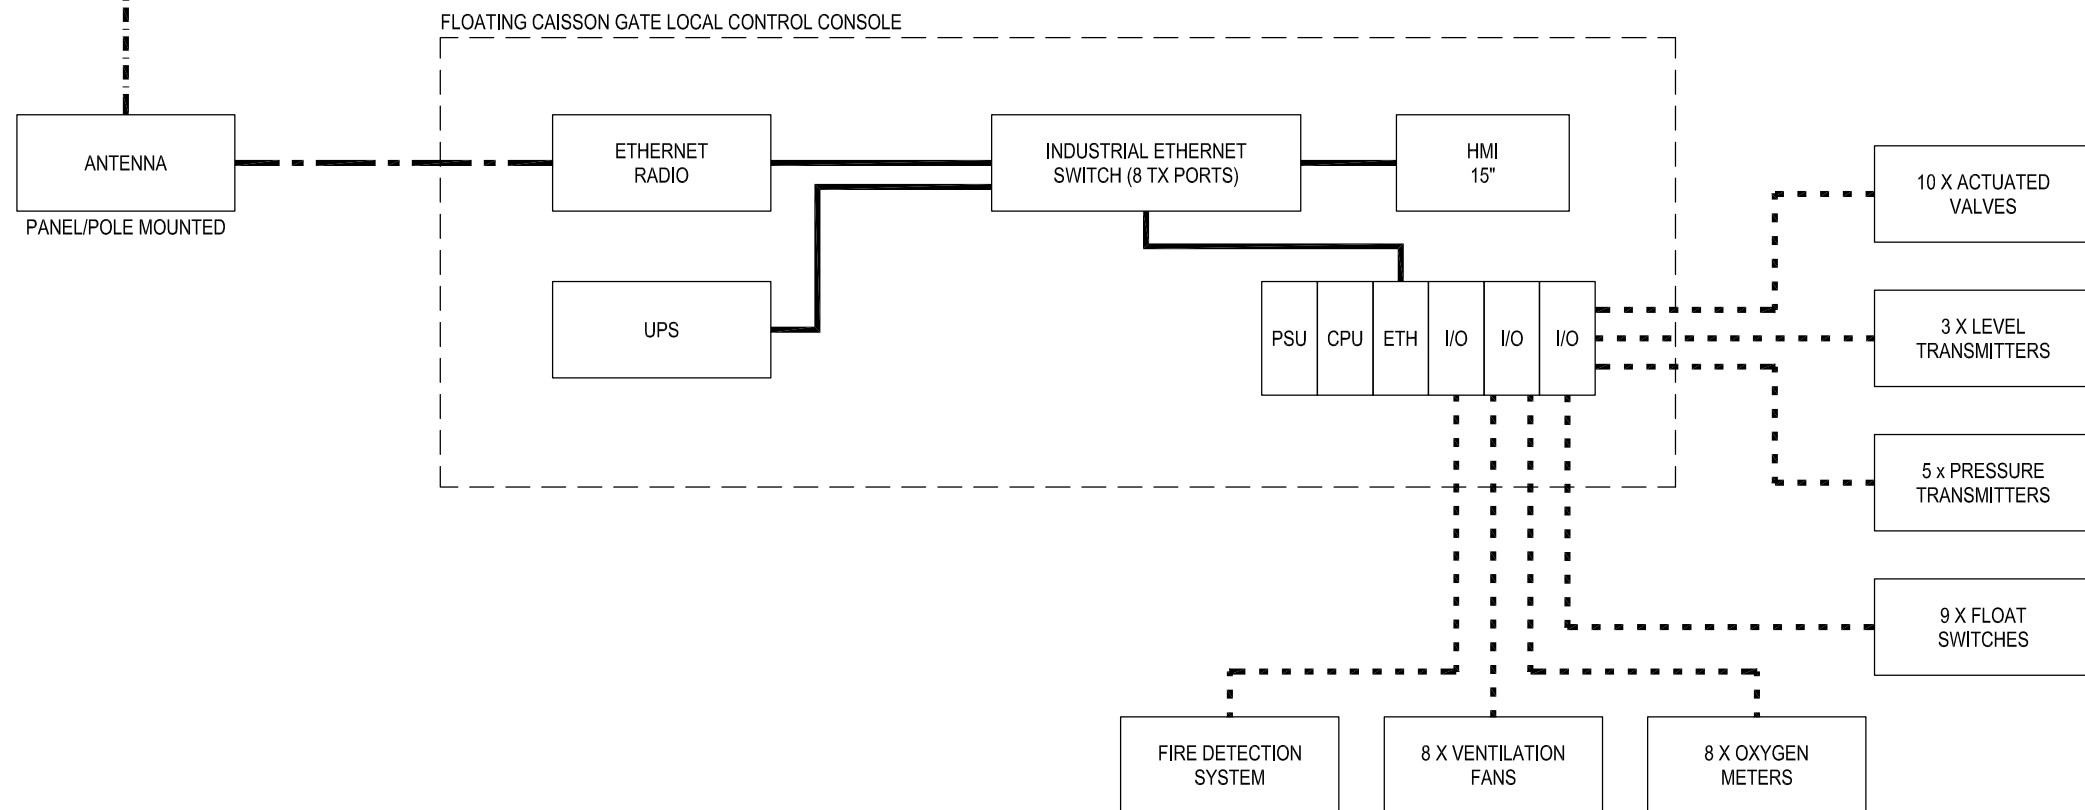 FLOATING CAISSON GATE LOCAL CONTROL CONSOLE
ANTENNA
PANEL/POLE MOUNTED
ETHERNET
RADIO
INDUSTRIAL ETHERNET
SWITCH (8 TX PORTS)
HMI
15"
UPS
PSU
CPU
ETH
I/O
I/O
I/O
10 X ACTUATED
VALVES
3 X LEVEL
TRANSMITTERS
5 x PRESSURE
TRANSMITTERS
9 X FLOAT
SWITCHES
FIRE DETECTION
SYSTEM
8 X VENTILATION
FANS
8 X OXYGEN
METERS